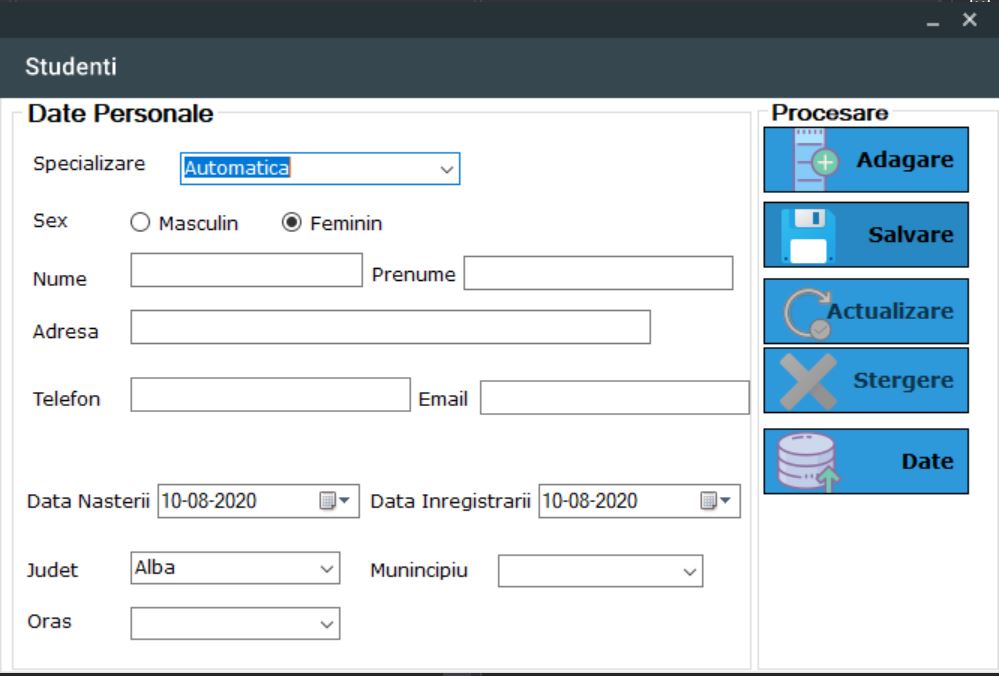 Studenti
Date Personale
Specializare Automatica
Sex Masculin Feminin
Nume Prenume
Adresa
Telefon Email
Data Nasterii 10-08-2020 Data Inregistrarii 10-08-2020
Judet Alba Munincipiu
Oras
Procesare
Adagare
Salvare
Actualizare
Stergere
Date